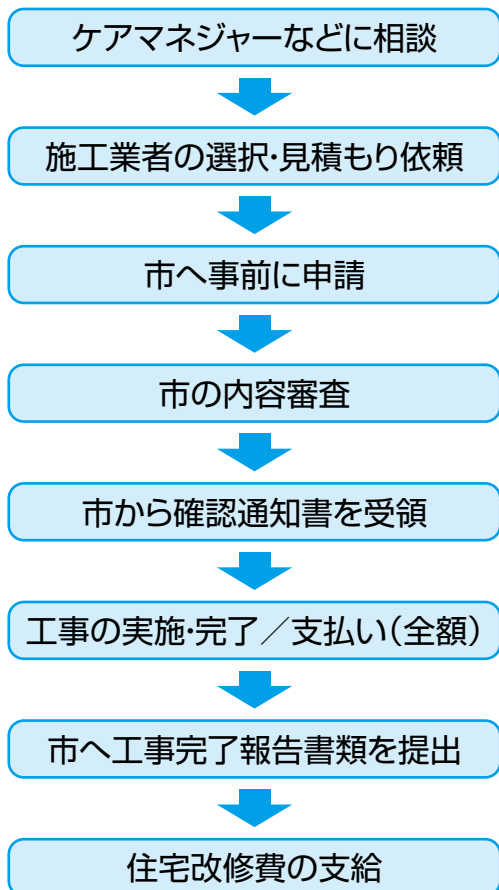 ケアマネジャーなどに相談
施工業者の選択・見積もり依頼
市へ事前に申請
市の内容審査
市から確認通知書を受領
工事の実施・完了／支払い（全額）
市へ工事完了報告書類を提出
住宅改修費の支給